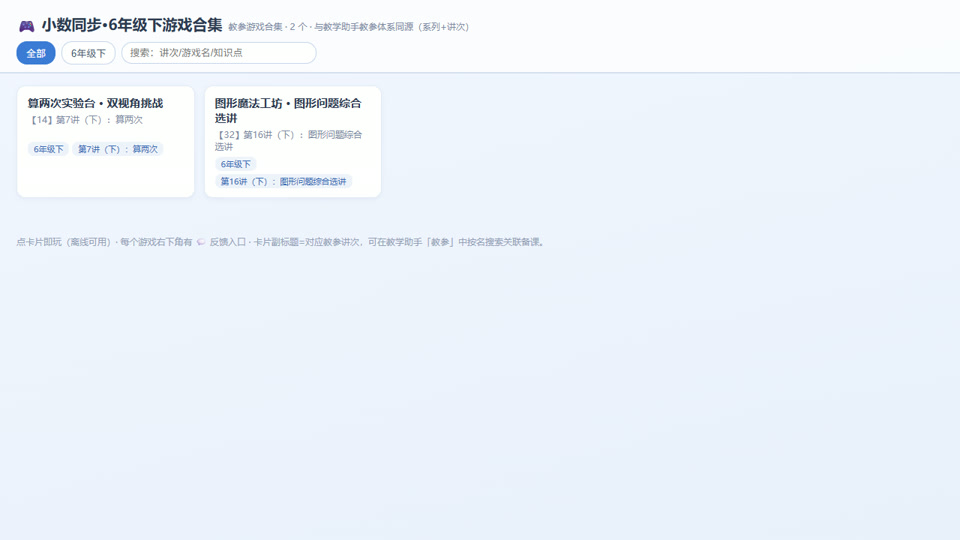 小数同步•6年级下游戏合集 教参游戏合集 · 2 个 · 与教学助手教参体系同源（系列+讲次）
全部 6年级下 搜索：讲次/游戏名/知识点
算两次实验台 • 双视角挑战
【14】第7讲（下）：算两次
6年级下 第7讲（下）：算两次
图形魔法工坊 • 图形问题综合
选讲
【32】第16讲（下）：图形问题综合
选讲
6年级下
第16讲（下）：图形问题综合选讲
点卡片即玩（离线可用）· 每个游戏右下角有 💬 反馈入口 · 卡片副标题=对应教参讲次，可在教学助手「教参」中按名搜索关联备课。